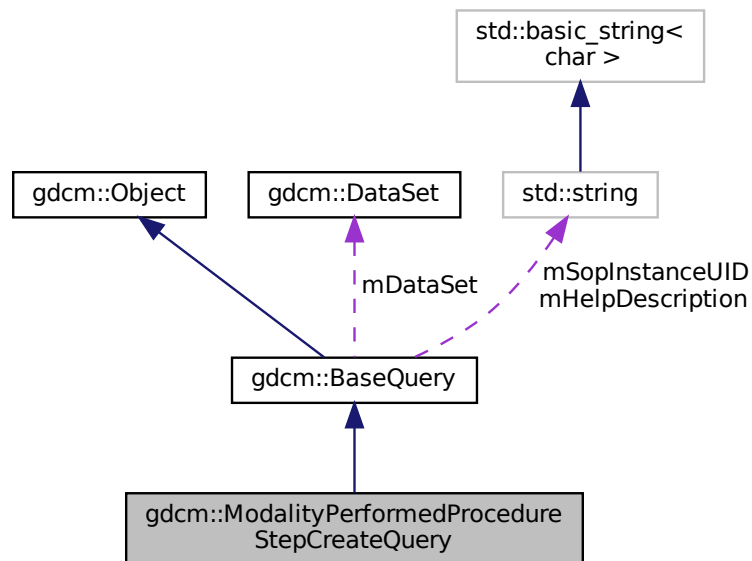 std::basic_string<
char >
gdcm::Object
gdcm::DataSet
std::string
mDataSet
mSopInstanceUID
mHelpDescription
gdcm::BaseQuery
gdcm::ModalityPerformedProcedure
StepCreateQuery